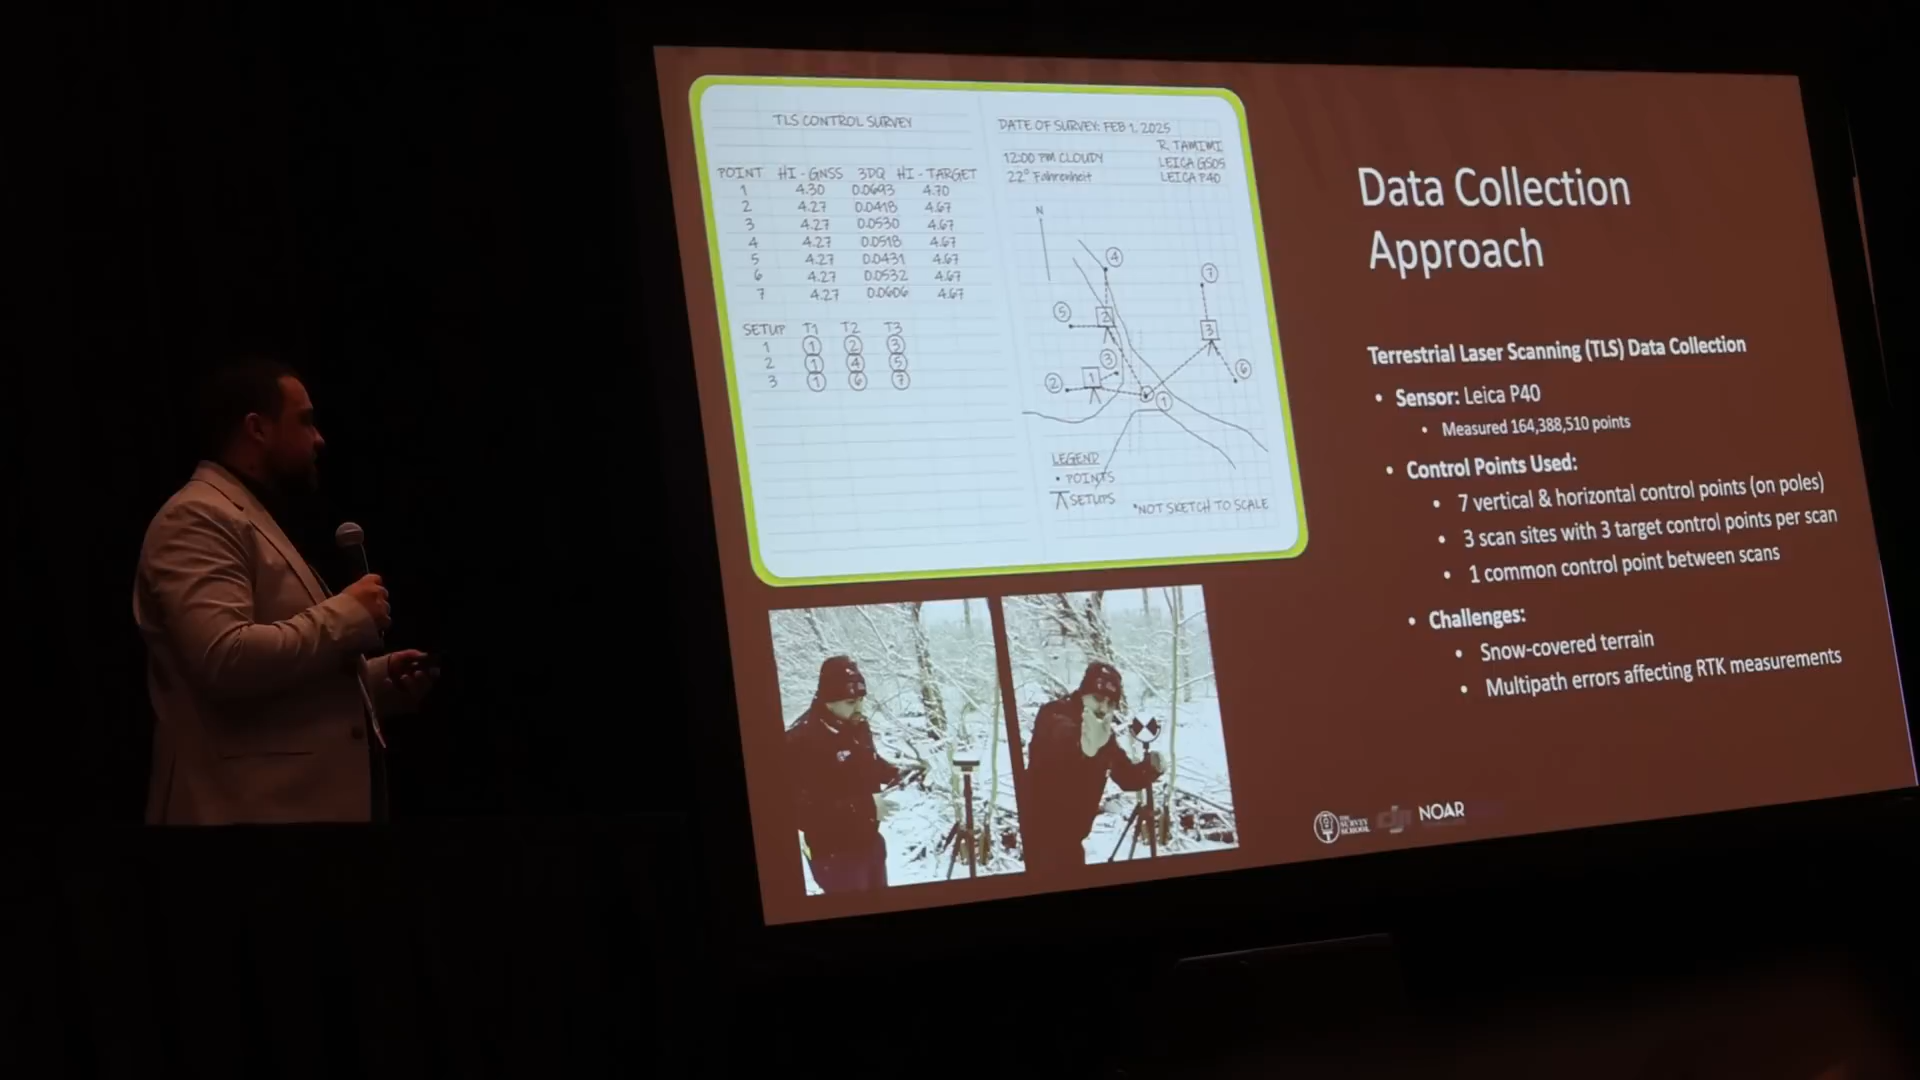 TLS CONTROL SURVEY
POINT HI-GNSS 3DQ HI-TARGET
1 4.30 0.0693 4.70
2 4.27 0.0418 4.67
3 4.27 0.0530 4.67
4 4.27 0.0518 4.67
5 4.27 0.0431 4.67
6 4.27 0.0532 4.67
7 4.27 0.0606 4.67
SETUP T1 T2 T3
1 1 2 3
2 1 4 5
3 1 6 7
DATE OF SURVEY: FEB 1, 2025
R. TAMIMI
12:00 PM CLOUDY
LEICA GS05
22° Fahrenheit
LEICA P40
N
4
7
5
2
3
3
6
2
1
1
LEGEND
• POINTS
SETUPS
*NOT SKETCH TO SCALE
Data Collection
Approach
Terrestrial Laser Scanning (TLS) Data Collection
• Sensor: Leica P40
• Measured 164,388,510 points
• Control Points Used:
• 7 vertical & horizontal control points (on poles)
• 3 scan sites with 3 target control points per scan
• 1 common control point between scans
• Challenges:
• Snow-covered terrain
• Multipath errors affecting RTK measurements
THE
SURVEY
SCHOOL
dji
NOAR